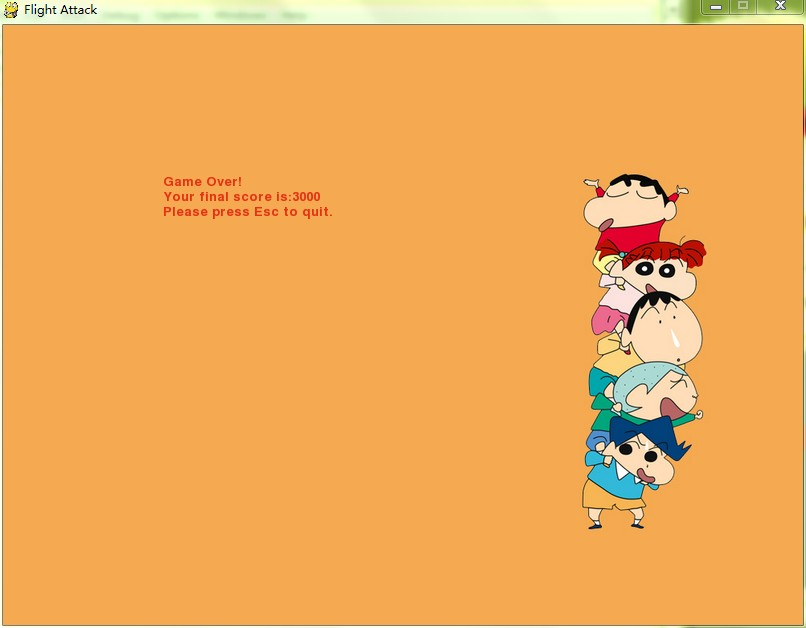 Flight Attack
Game Over!
Your final score is:3000
Please press Esc to quit.